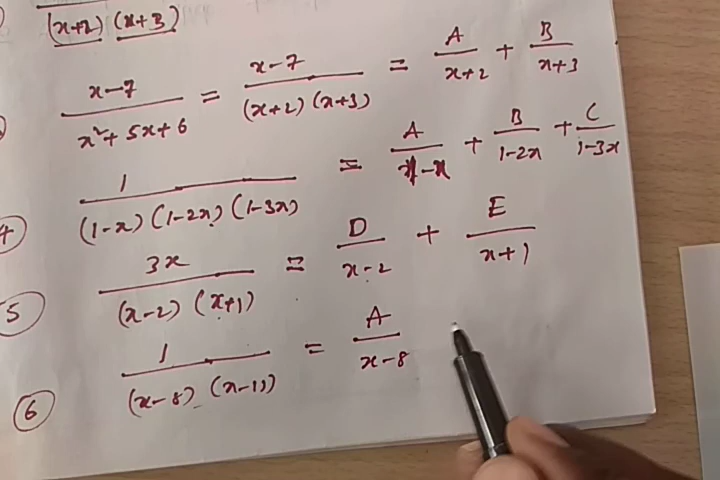 (x+2) (x+3)
x-7 / x²+5x+6 = x-7 / (x+2) (x+3) = A / x+2 + B / x+3
4 1 / (1-x) (1-2x) (1-3x) = A / 1-x + B / 1-2x + C / 1-3x
5 3x / (x-2) (x+1) = D / x-2 + E / x+1
6 1 / (x-8) (x-11) = A / x-8